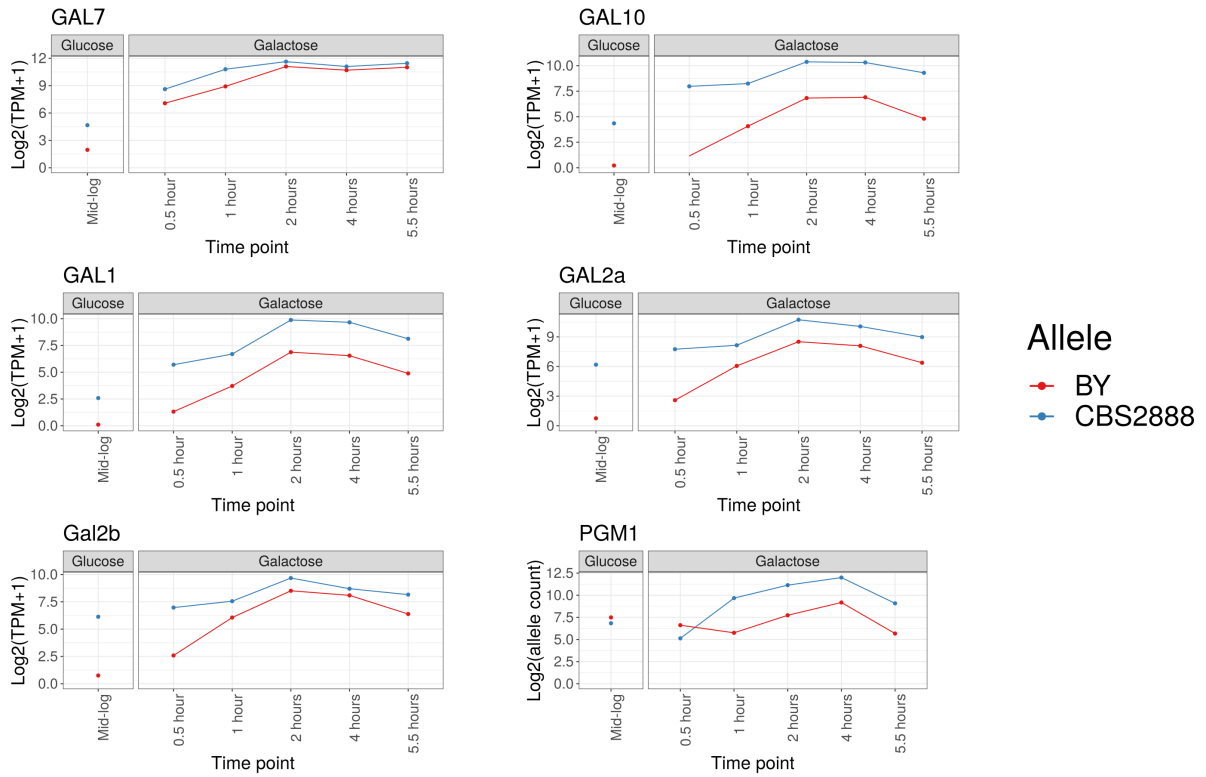 GAL7
Glucose Galactose
Log2(TPM+1)
12
9
6
3
0
Mid-log 0.5 hour 1 hour 2 hours 4 hours 5.5 hours
Time point
GAL10
Glucose Galactose
Log2(TPM+1)
10.0
7.5
5.0
2.5
0.0
Mid-log 0.5 hour 1 hour 2 hours 4 hours 5.5 hours
Time point
GAL1
Glucose Galactose
Log2(TPM+1)
10.0
7.5
5.0
2.5
0.0
Mid-log 0.5 hour 1 hour 2 hours 4 hours 5.5 hours
Time point
GAL2a
Glucose Galactose
Log2(TPM+1)
9
6
3
0
Mid-log 0.5 hour 1 hour 2 hours 4 hours 5.5 hours
Time point
Allele
BY
CBS2888
Gal2b
Glucose Galactose
Log2(TPM+1)
10.0
7.5
5.0
2.5
0.0
Mid-log 0.5 hour 1 hour 2 hours 4 hours 5.5 hours
Time point
PGM1
Glucose Galactose
Log2(allele count)
12.5
10.0
7.5
5.0
2.5
0.0
Mid-log 0.5 hour 1 hour 2 hours 4 hours 5.5 hours
Time point